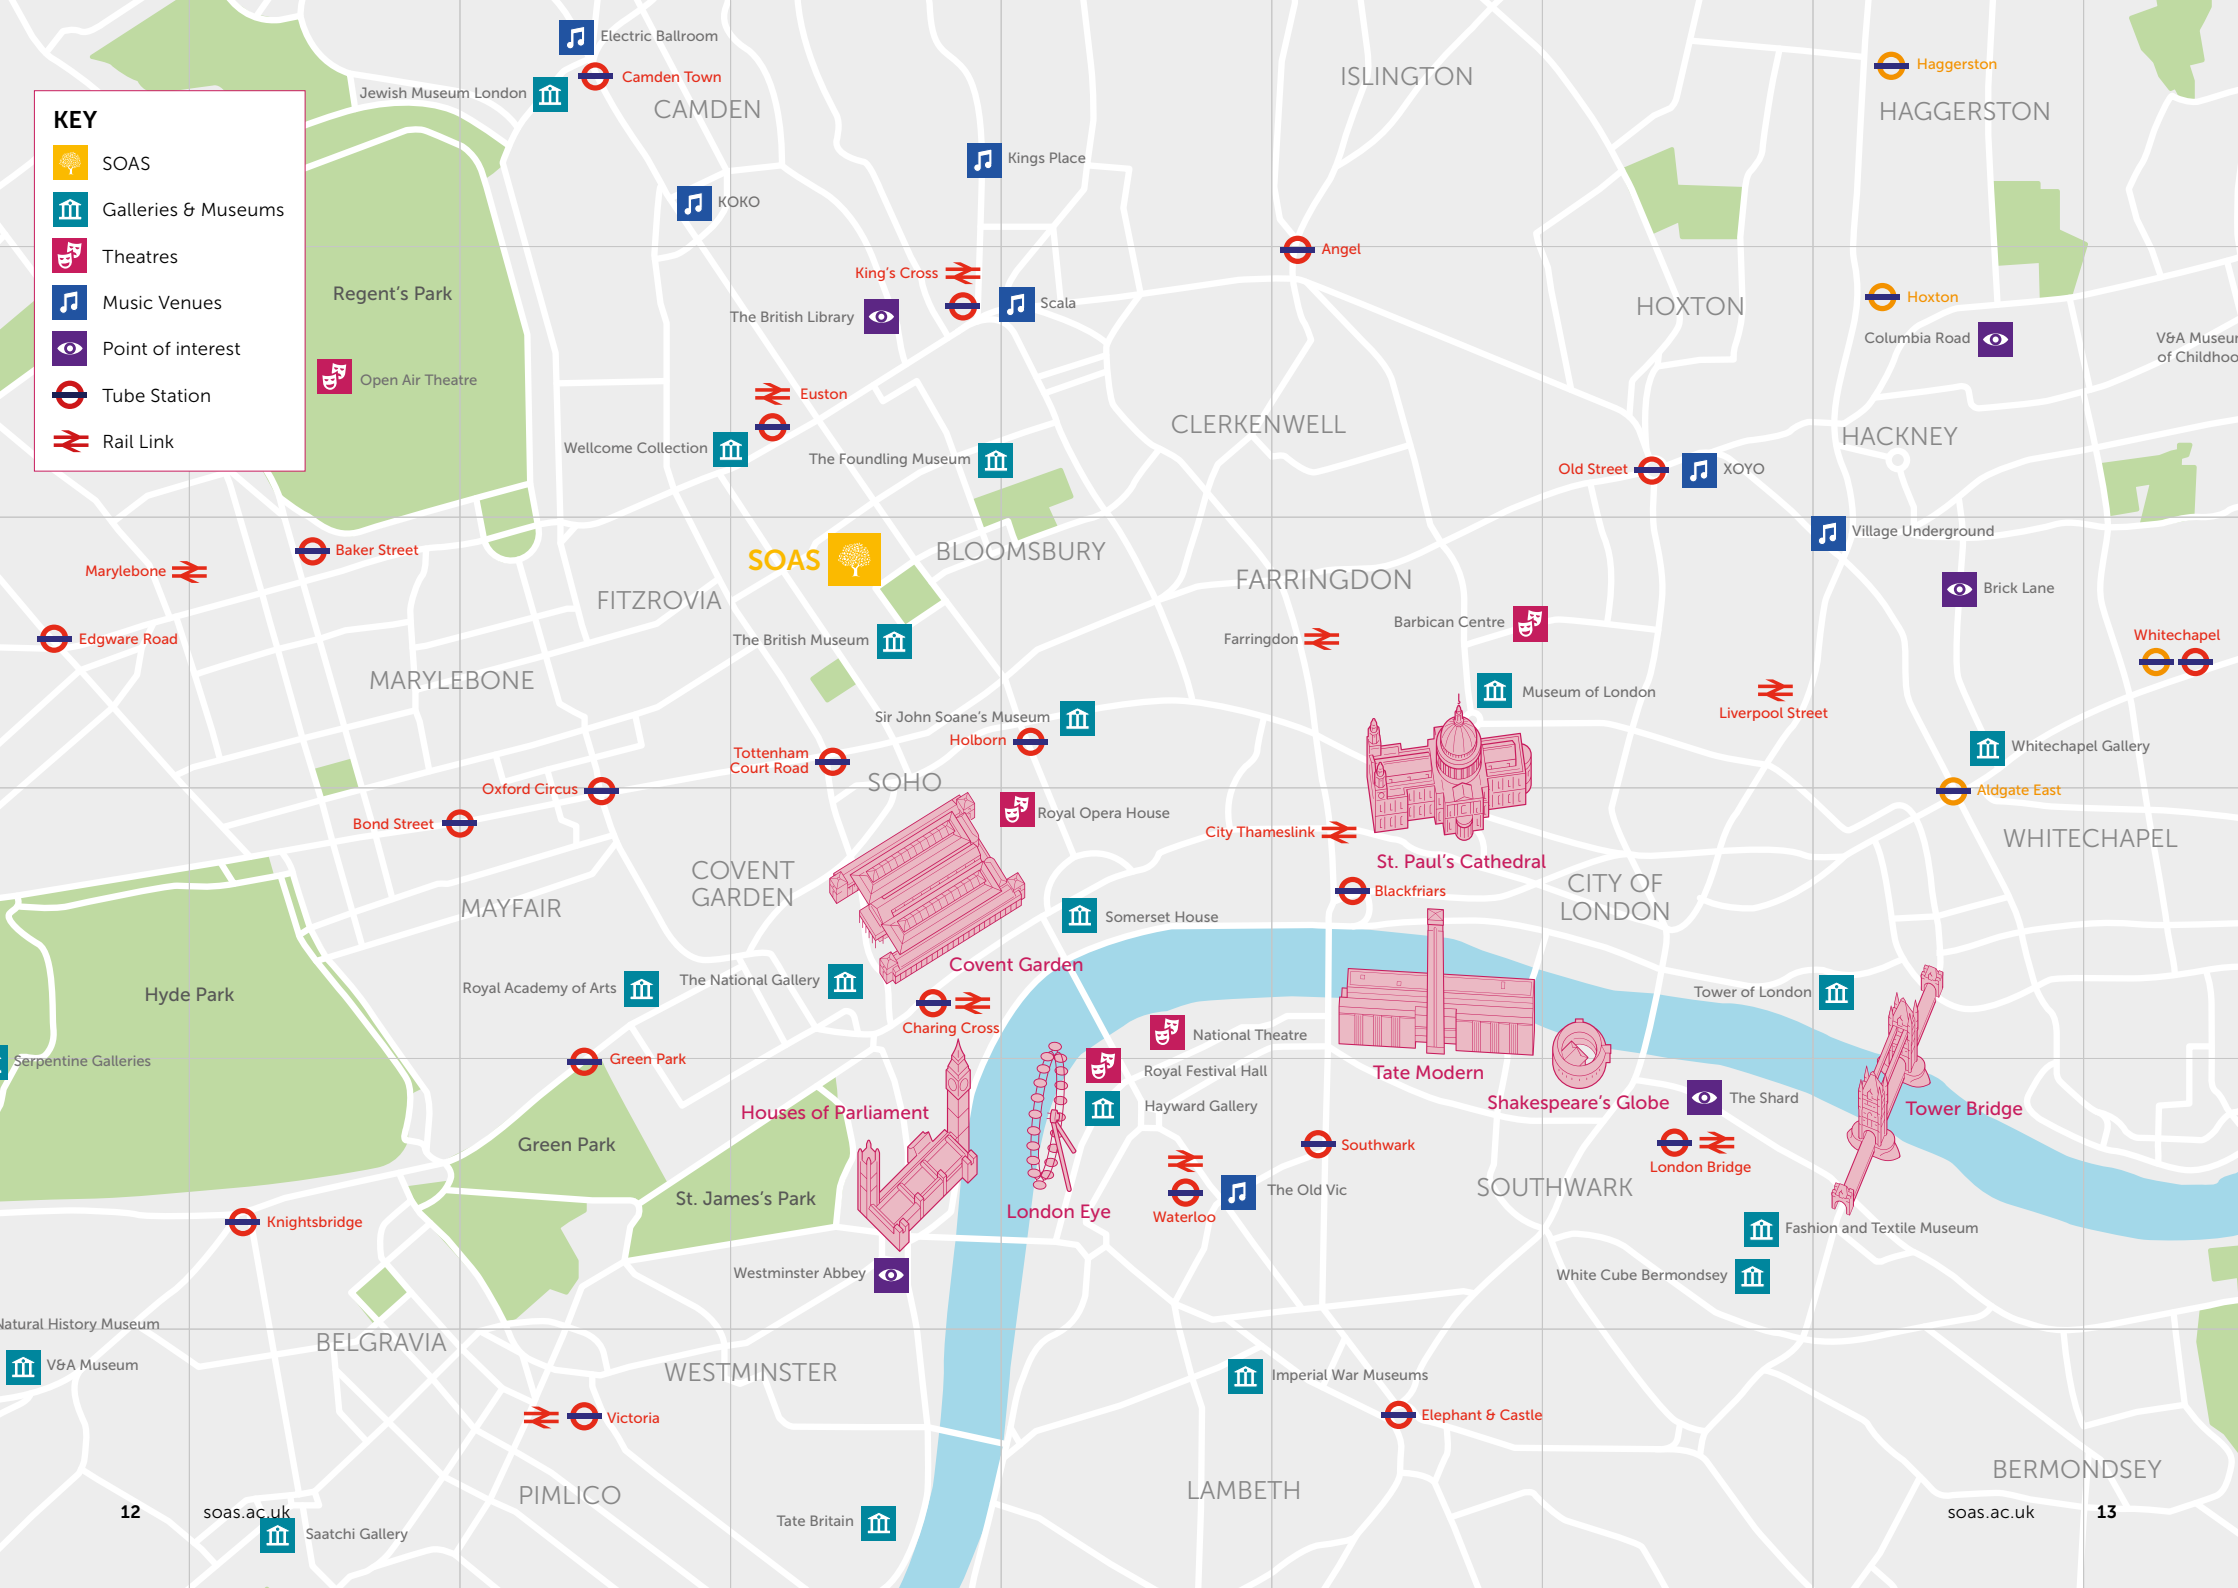 Electric Ballroom
Camden Town
Jewish Museum London
CAMDEN
ISLINGTON
Haggerston
HAGGERSTON
KEY
SOAS
Galleries & Museums
Theatres
Music Venues
Point of interest
Tube Station
Rail Link
Kings Place
KOKO
Angel
King's Cross
Scala
The British Library
Regent's Park
Open Air Theatre
HOXTON
Hoxton
Columbia Road
V&A Museu
of Childhoo
Euston
Wellcome Collection
The Foundling Museum
CLERKENWELL
HACKNEY
Old Street
XOYO
Village Underground
Baker Street
Marylebone
SOAS
BLOOMSBURY
FARRINGDON
FITZROVIA
Brick Lane
Edgware Road
The British Museum
Farringdon
Barbican Centre
Whitechapel
MARYLEBONE
Museum of London
Liverpool Street
Sir John Soane's Museum
Holborn
Tottenham
Court Road
Whitechapel Gallery
SOHO
Oxford Circus
Aldgate East
Bond Street
Royal Opera House
City Thameslink
WHITECHAPEL
St. Paul's Cathedral
COVENT
GARDEN
Blackfriars
CITY OF
LONDON
MAYFAIR
Somerset House
Covent Garden
Hyde Park
Royal Academy of Arts
The National Gallery
Tower of London
Charing Cross
National Theatre
Serpentine Galleries
Green Park
Royal Festival Hall
Tate Modern
Hayward Gallery
Shakespeare's Globe
The Shard
Tower Bridge
Houses of Parliament
Green Park
Southwark
London Bridge
St. James's Park
London Eye
The Old Vic
Waterloo
SOUTHWARK
Knightsbridge
Fashion and Textile Museum
Westminster Abbey
White Cube Bermondsey
Natural History Museum
BELGRAVIA
V&A Museum
WESTMINSTER
Imperial War Museums
Victoria
Elephant & Castle
BERMONDSEY
PIMLICO
LAMBETH
12
soas.ac.uk
Saatchi Gallery
Tate Britain
soas.ac.uk
13